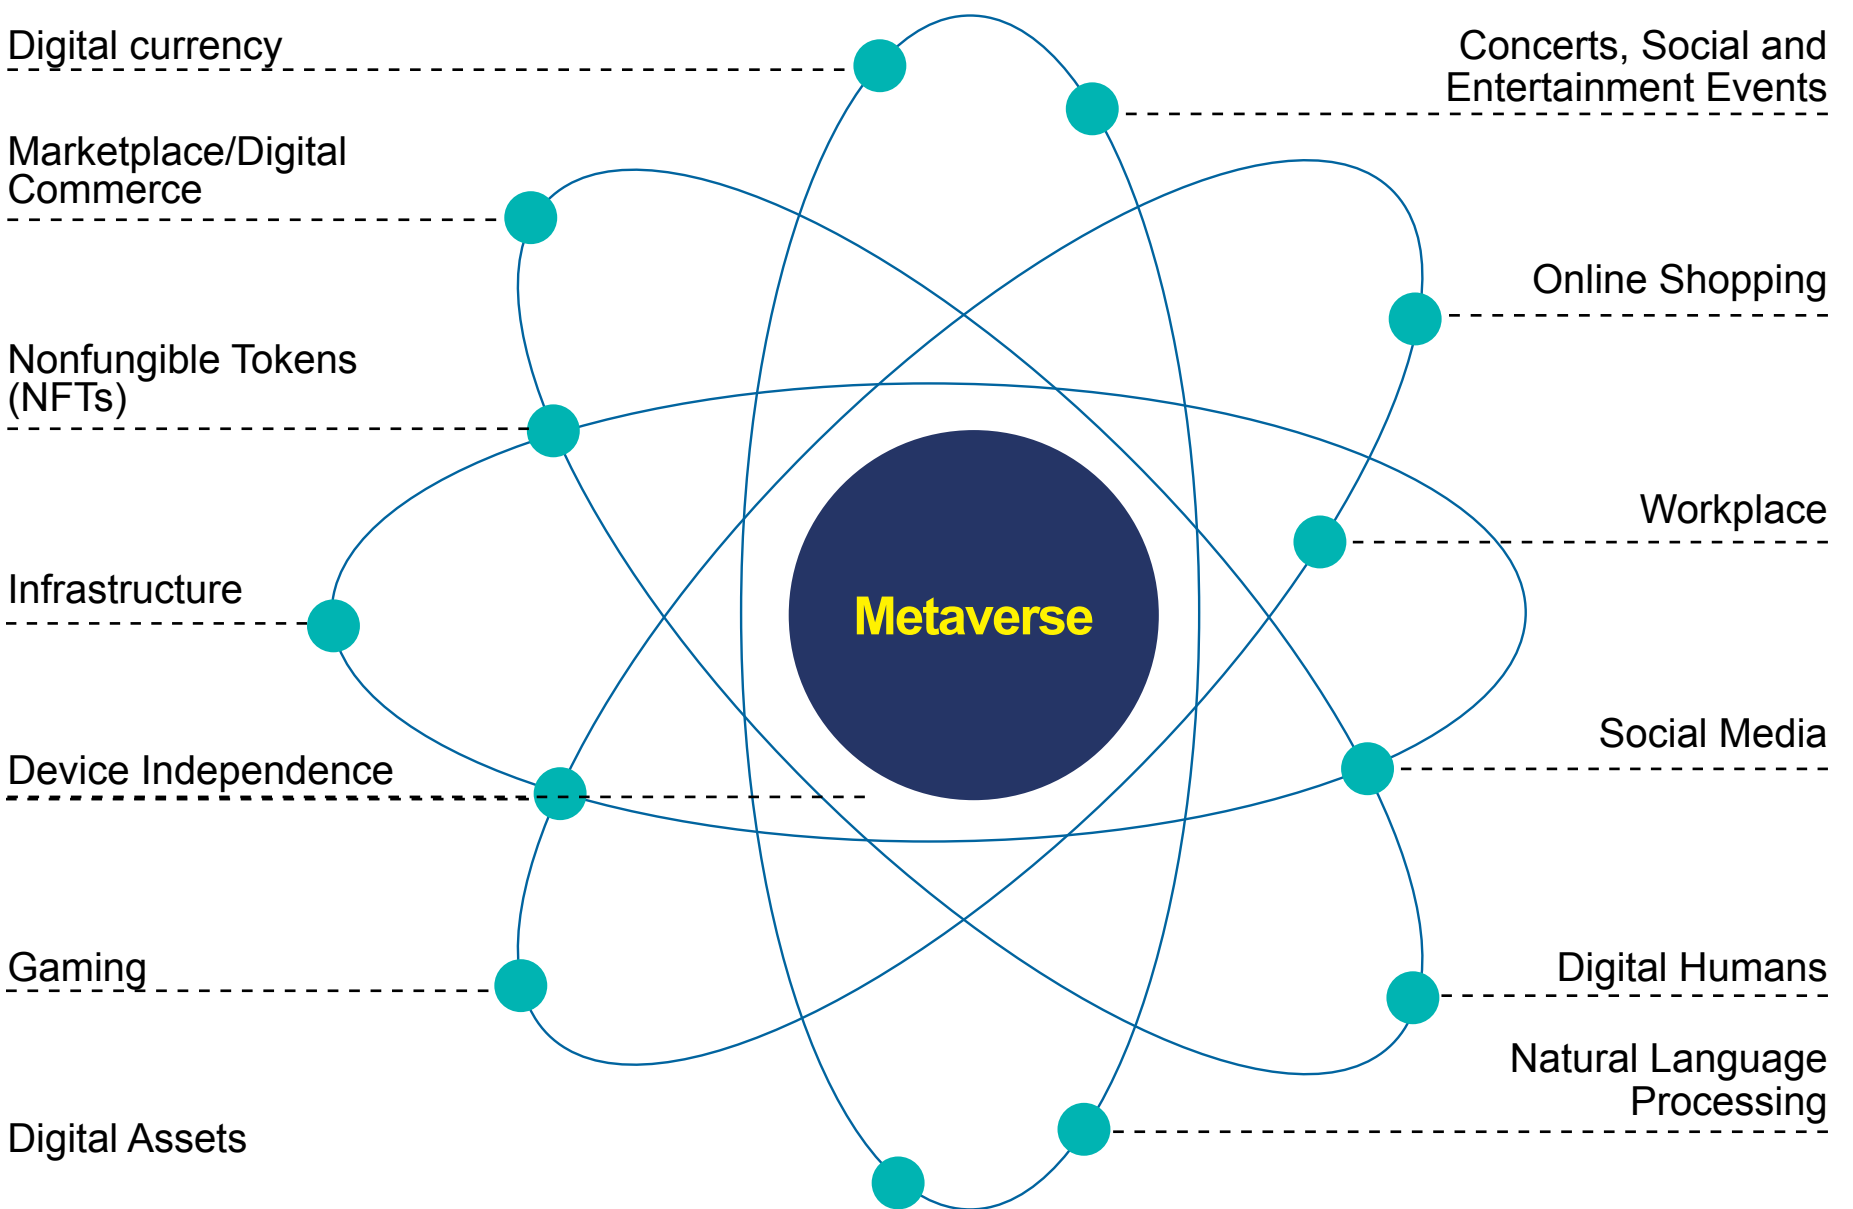 Digital currency
Marketplace/Digital
Commerce
Nonfungible Tokens
(NFTs)
Infrastructure
Device Independence
Gaming
Digital Assets
Metaverse
Concerts, Social and
Entertainment Events
Online Shopping
Workplace
Social Media
Digital Humans
Natural Language
Processing